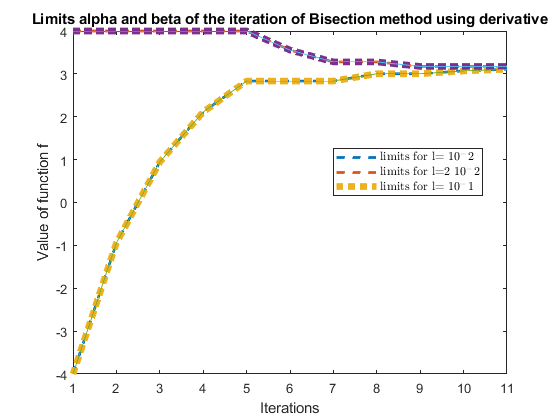 Limits alpha and beta of the iteration of Bisection method using derivative
4
3
2
1
0
-1
-2
-3
-4
Value of function f
limits for l= 10⁻2
limits for l=2 10⁻2
limits for l= 10⁻1
1 2 3 4 5 6 7 8 9 10 11
Iterations